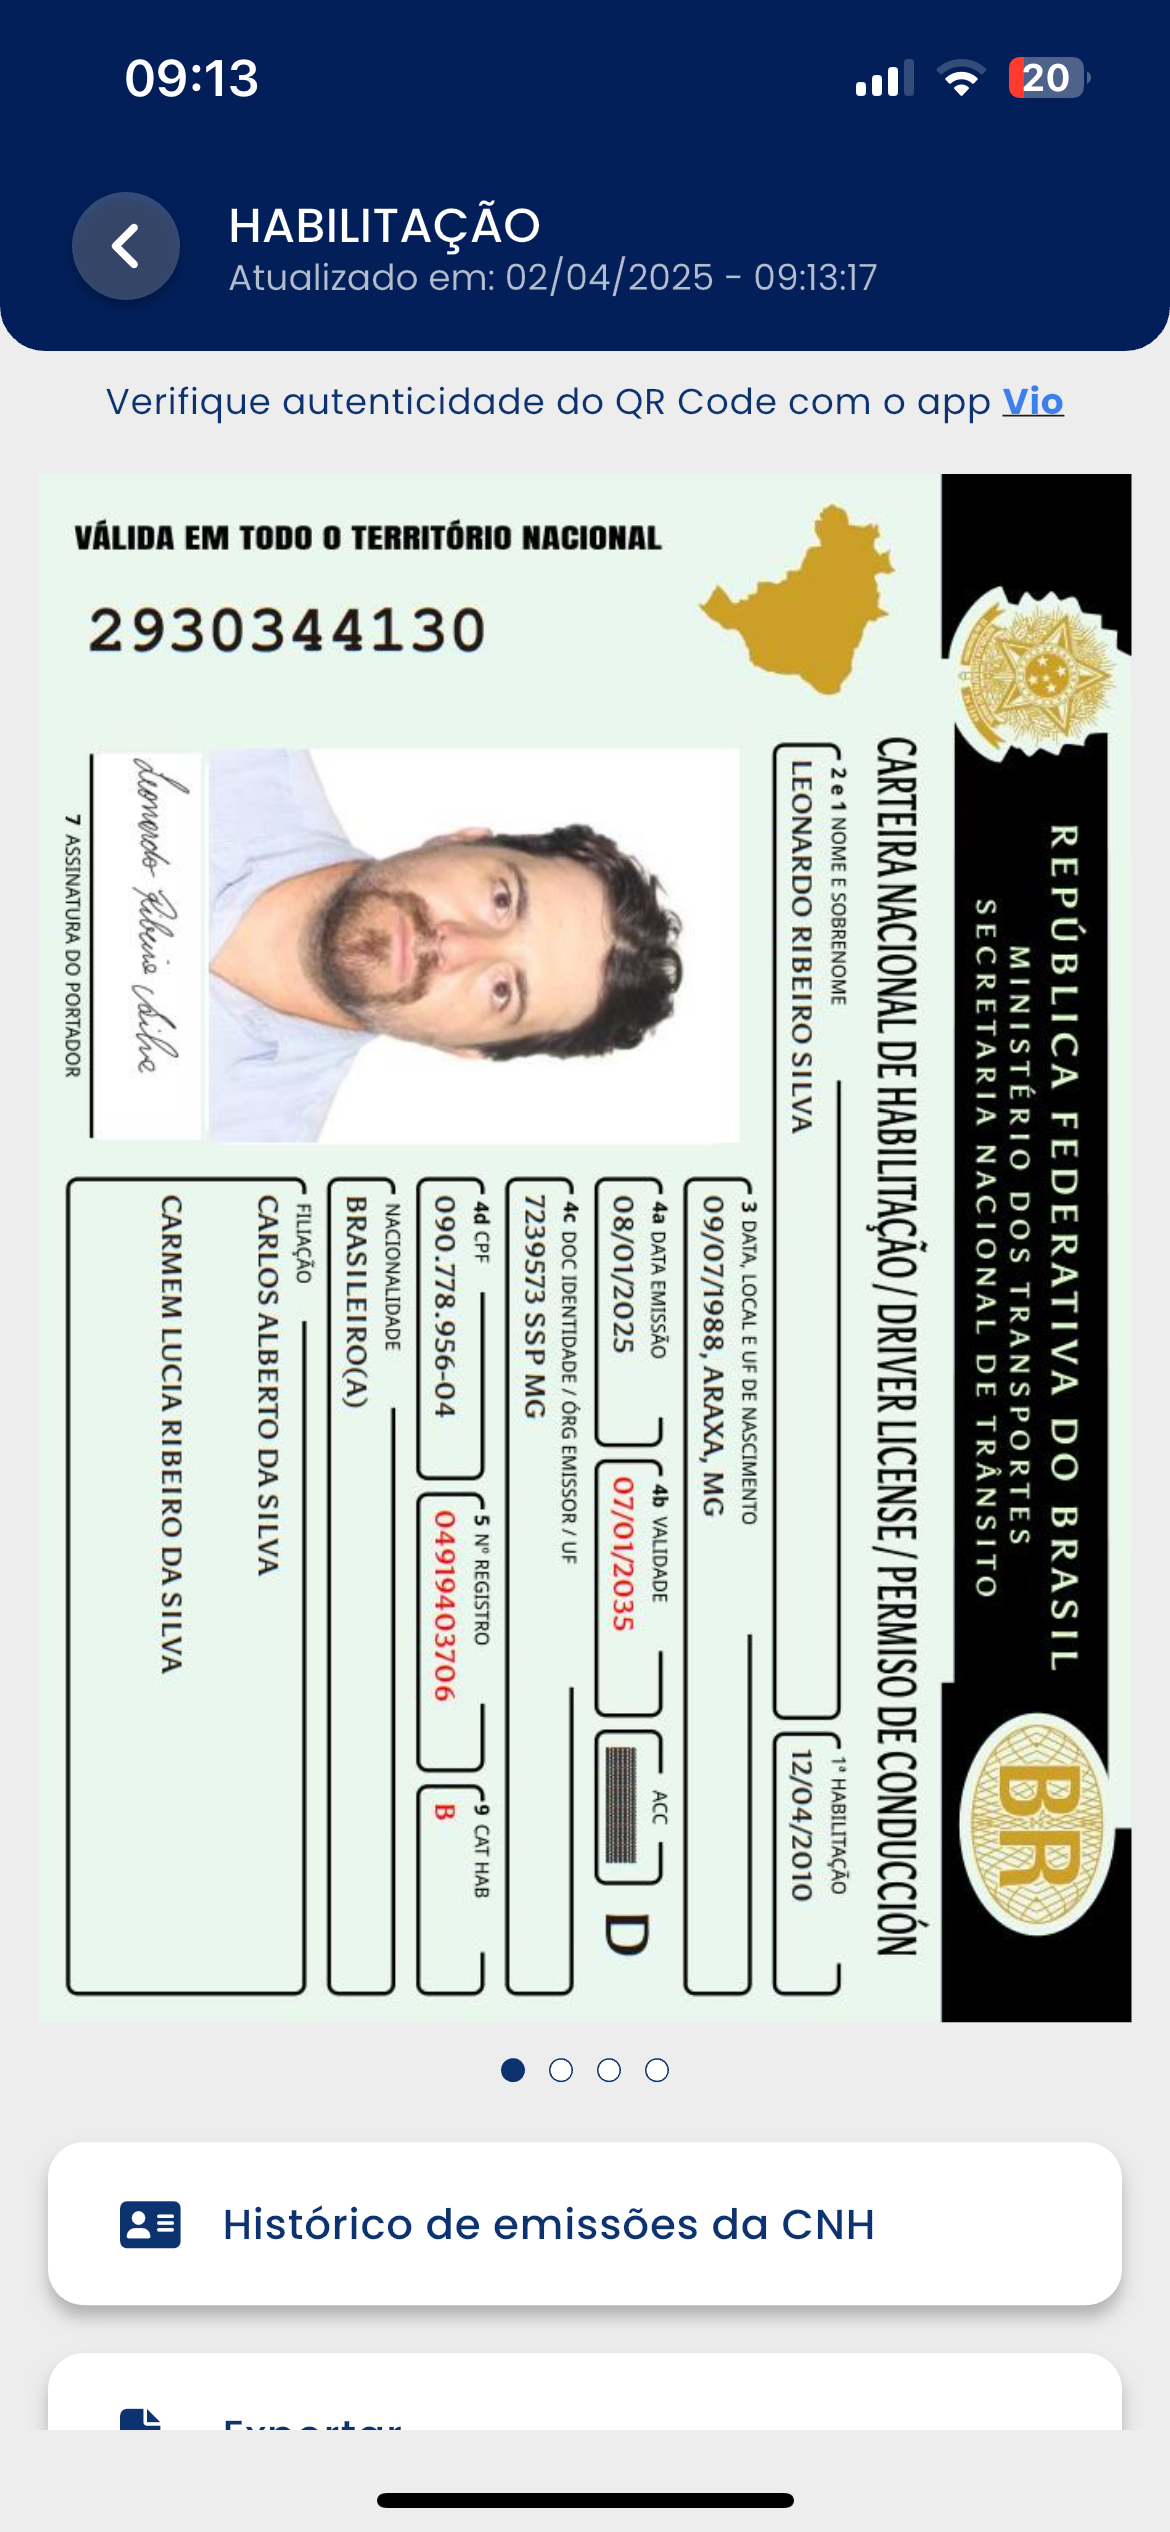 09:13
20
HABILITAÇÃO
Atualizado em: 02/04/2025 - 09:13:17
Verifique autenticidade do QR Code com o app Vio
REPÚBLICA FEDERATIVA DO BRASIL
MINISTÉRIO DOS TRANSPORTES
SECRETARIA NACIONAL DE TRÂNSITO
BR
CARTEIRA NACIONAL DE HABILITAÇÃO / DRIVER LICENSE / PERMISO DE CONDUCCIÓN
2 e 1 NOME E SOBRENOME
LEONARDO RIBEIRO SILVA
1ª HABILITAÇÃO
12/04/2010
3 DATA, LOCAL E UF DE NASCIMENTO
09/07/1988, ARAXA, MG
4a DATA EMISSÃO
08/01/2025
4b VALIDADE
07/01/2035
ACC
D
4c DOC IDENTIDADE / ÓRG EMISSOR / UF
7239573 SSP MG
4d CPF
090.778.956-04
5 Nº REGISTRO
04919403706
9 CAT HAB
B
NACIONALIDADE
BRASILEIRO(A)
FILIAÇÃO
CARLOS ALBERTO DA SILVA
CARMEM LUCIA RIBEIRO DA SILVA
Leonardo Ribeiro Silva
7 ASSINATURA DO PORTADOR
VÁLIDA EM TODO O TERRITÓRIO NACIONAL
2930344130
Histórico de emissões da CNH
Exportar